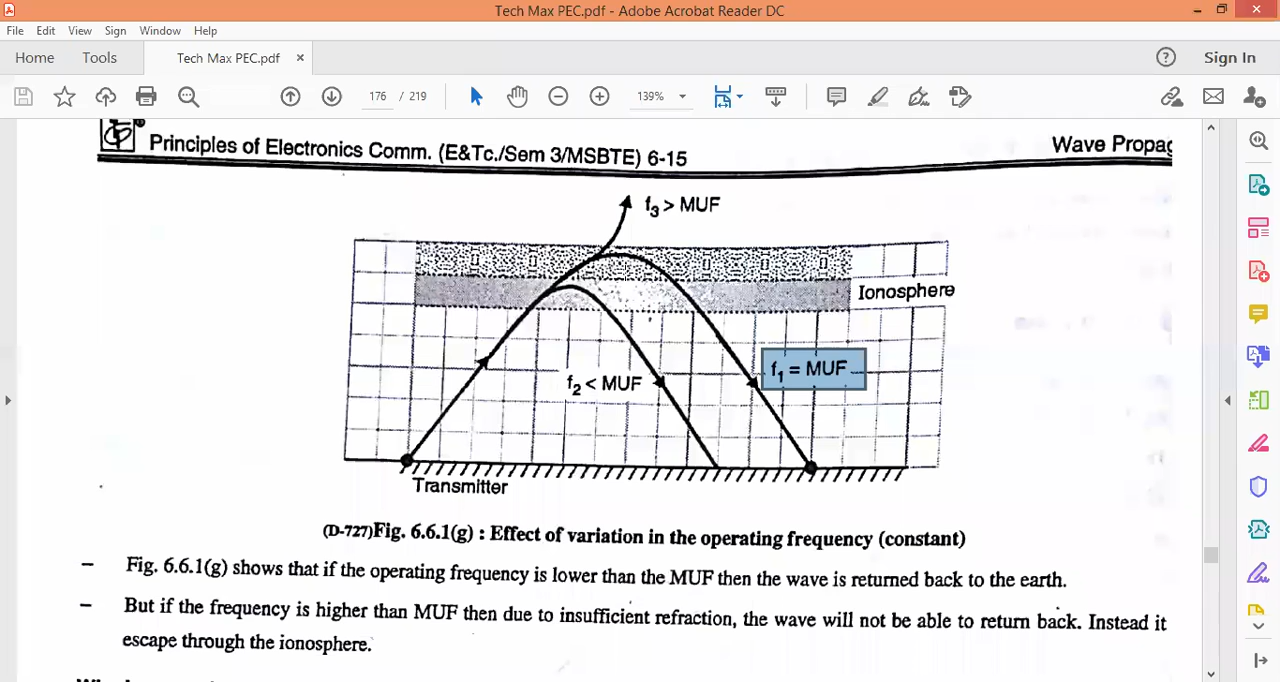 Tech Max PEC.pdf - Adobe Acrobat Reader DC
File Edit View Sign Window Help
Home Tools Tech Max PEC.pdf × Sign In
176 / 219 139%
Principles of Electronics Comm. (E&Tc./Sem 3/MSBTE) 6-15 Wave Propag
f3 > MUF
Ionosphere
f1 = MUF
f2 < MUF
Transmitter
(D-727)Fig. 6.6.1(g) : Effect of variation in the operating frequency (constant)
– Fig. 6.6.1(g) shows that if the operating frequency is lower than the MUF then the wave is returned back to the earth.
– But if the frequency is higher than MUF then due to insufficient refraction, the wave will not be able to return back. Instead it
escape through the ionosphere.